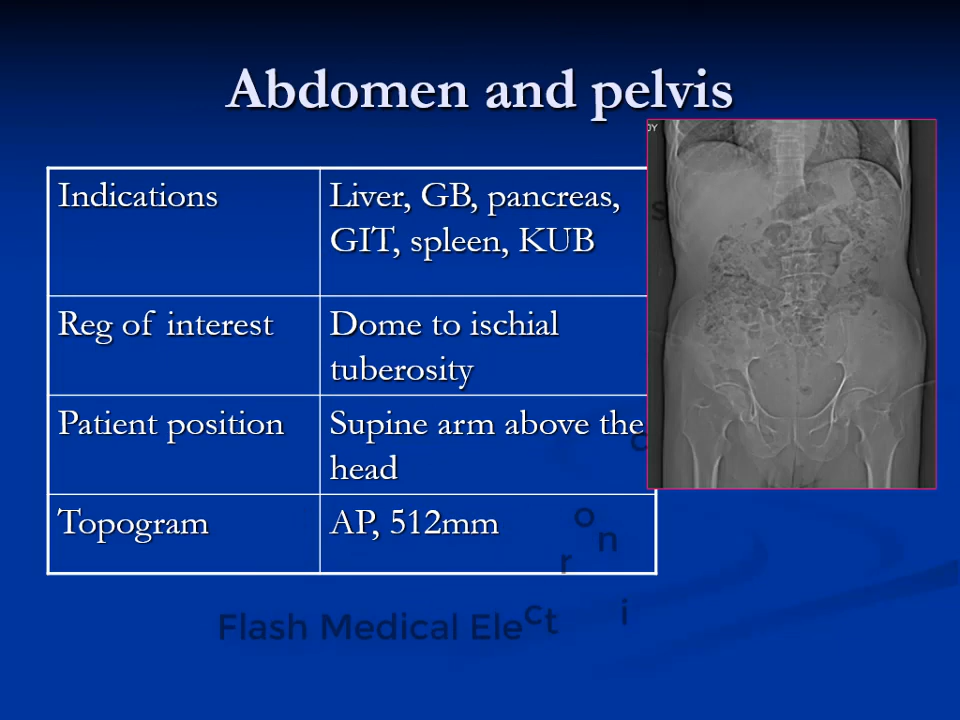 Abdomen and pelvis
Indications
Liver, GB, pancreas,
GIT, spleen, KUB
Reg of interest
Dome to ischial
tuberosity
Patient position
Supine arm above the
head
Topogram
AP, 512mm
Flash Medical Elect
r
o
n
i
c
s